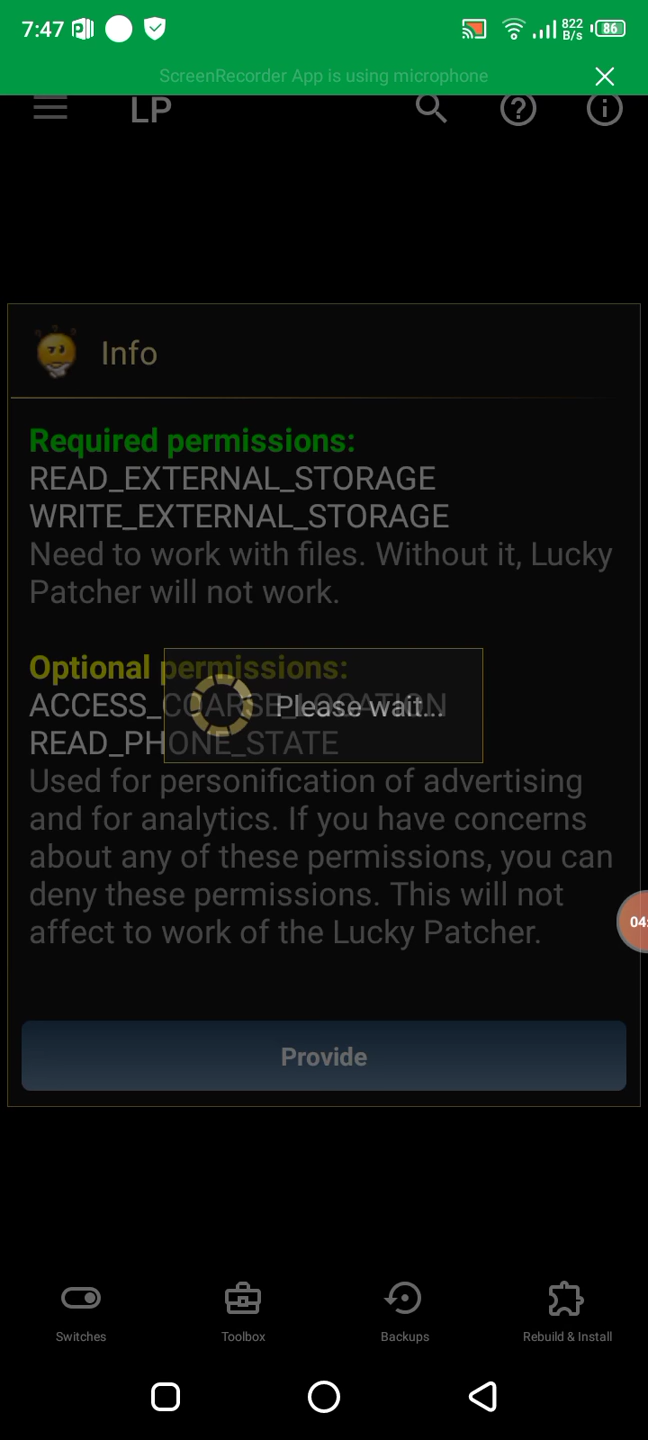 7:47
822
B/s
86
ScreenRecorder App is using microphone
LP
Info
Required permissions:
READ_EXTERNAL_STORAGE
WRITE_EXTERNAL_STORAGE
Need to work with files. Without it, Lucky
Patcher will not work.
Optional permissions:
ACCESS_COARSE_LOCATION
Please wait...
READ_PHONE_STATE
Used for personification of advertising
and for analytics. If you have concerns
about any of these permissions, you can
deny these permissions. This will not
affect to work of the Lucky Patcher.
04:
Provide
Switches
Toolbox
Backups
Rebuild & Install